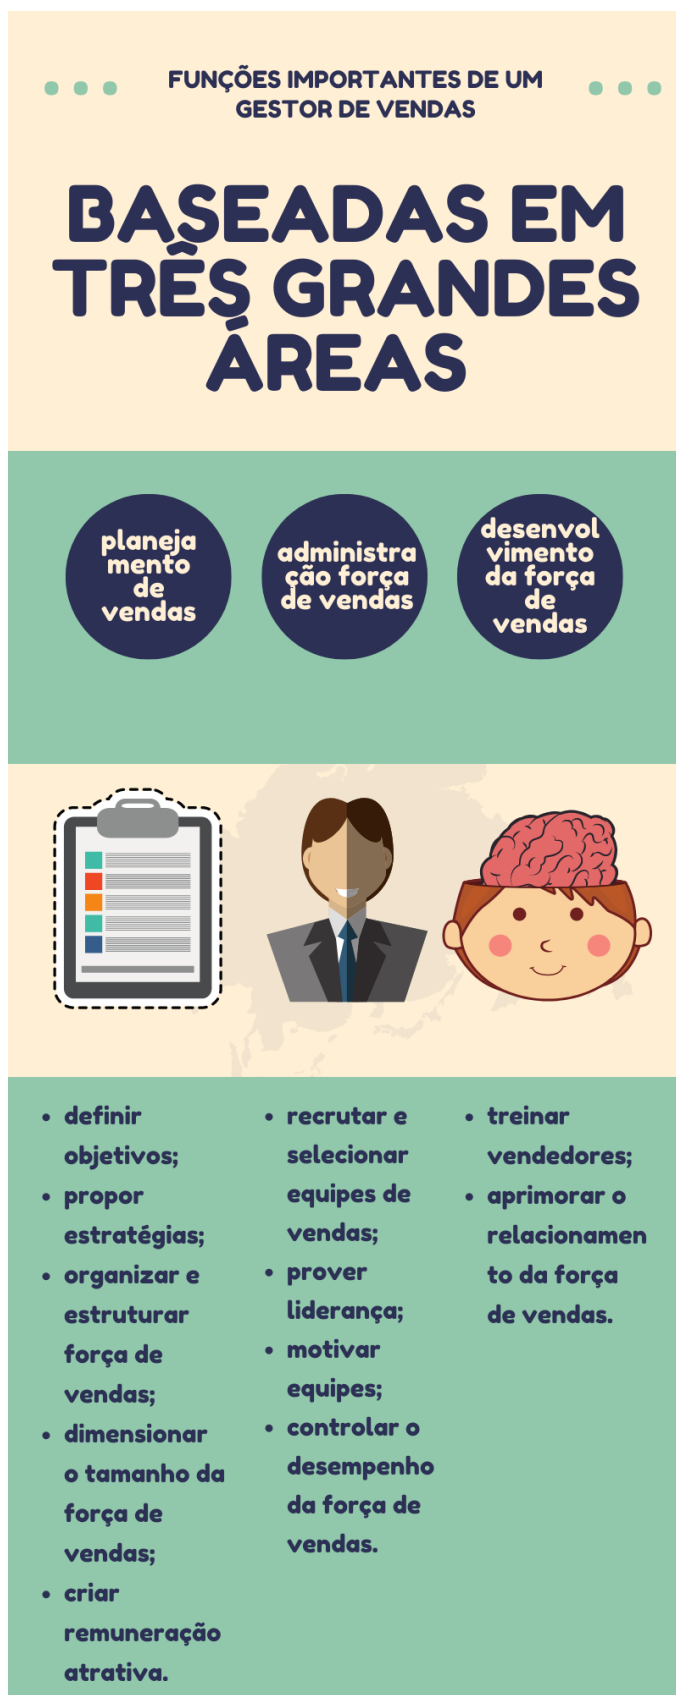 FUNÇÕES IMPORTANTES DE UM
GESTOR DE VENDAS
BASEADAS EM
TRÊS GRANDES
ÁREAS
planeja
mento
de
vendas
administra
ção força
de vendas
desenvol
vimento
da força
de
vendas
• definir
objetivos;
• propor
estratégias;
• organizar e
estruturar
força de
vendas;
• dimensionar
o tamanho da
força de
vendas;
• criar
remuneração
atrativa.
• recrutar e
selecionar
equipes de
vendas;
• prover
liderança;
• motivar
equipes;
• controlar o
desempenho
da força de
vendas.
• treinar
vendedores;
• aprimorar o
relacionamen
to da força
de vendas.